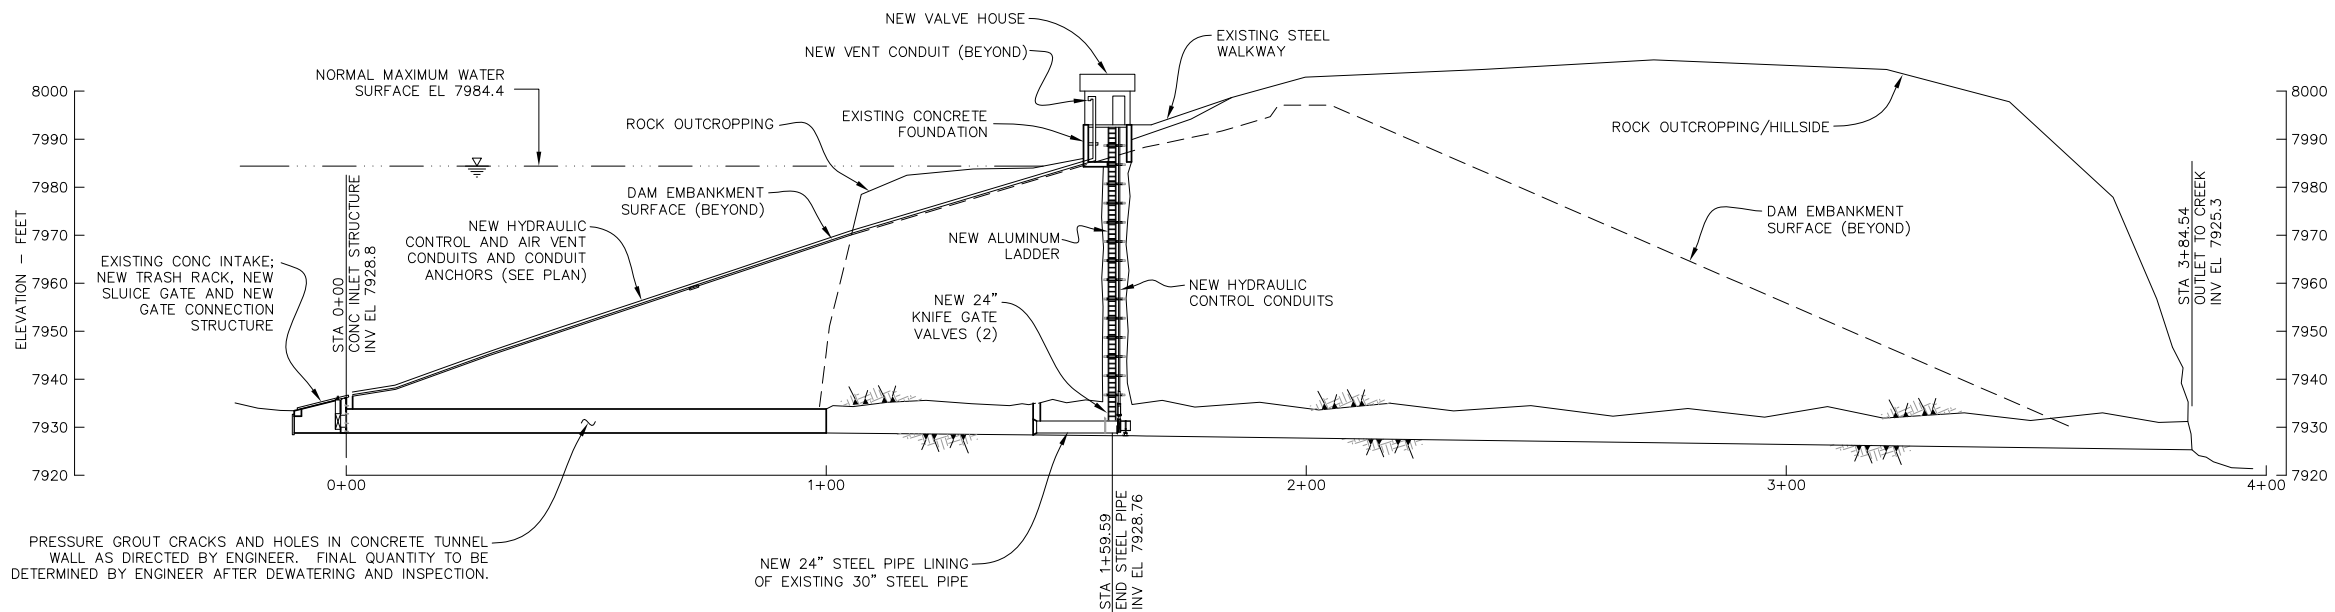 NEW VALVE HOUSE
NEW VENT CONDUIT (BEYOND)
EXISTING STEEL
WALKWAY
NORMAL MAXIMUM WATER
SURFACE EL 7984.4
ROCK OUTCROPPING
EXISTING CONCRETE
FOUNDATION
ROCK OUTCROPPING/HILLSIDE
DAM EMBANKMENT
SURFACE (BEYOND)
NEW HYDRAULIC
CONTROL AND AIR VENT
CONDUITS AND CONDUIT
ANCHORS (SEE PLAN)
EXISTING CONC INTAKE;
NEW TRASH RACK, NEW
SLUICE GATE AND NEW
GATE CONNECTION
STRUCTURE
STA 0+00
CONC INLET STRUCTURE
INV EL 7928.8
NEW ALUMINUM
LADDER
NEW 24"
KNIFE GATE
VALVES (2)
NEW HYDRAULIC
CONTROL CONDUITS
DAM EMBANKMENT
SURFACE (BEYOND)
STA 3+84.54
OUTLET TO CREEK
INV EL 7925.3
ELEVATION - FEET
8000
7990
7980
7970
7960
7950
7940
7930
7920
8000
7990
7980
7970
7960
7950
7940
7930
7920
0+00
1+00
2+00
3+00
4+00
PRESSURE GROUT CRACKS AND HOLES IN CONCRETE TUNNEL
WALL AS DIRECTED BY ENGINEER. FINAL QUANTITY TO BE
DETERMINED BY ENGINEER AFTER DEWATERING AND INSPECTION.
NEW 24" STEEL PIPE LINING
OF EXISTING 30" STEEL PIPE
STA 1+59.59
END STEEL PIPE
INV EL 7928.76